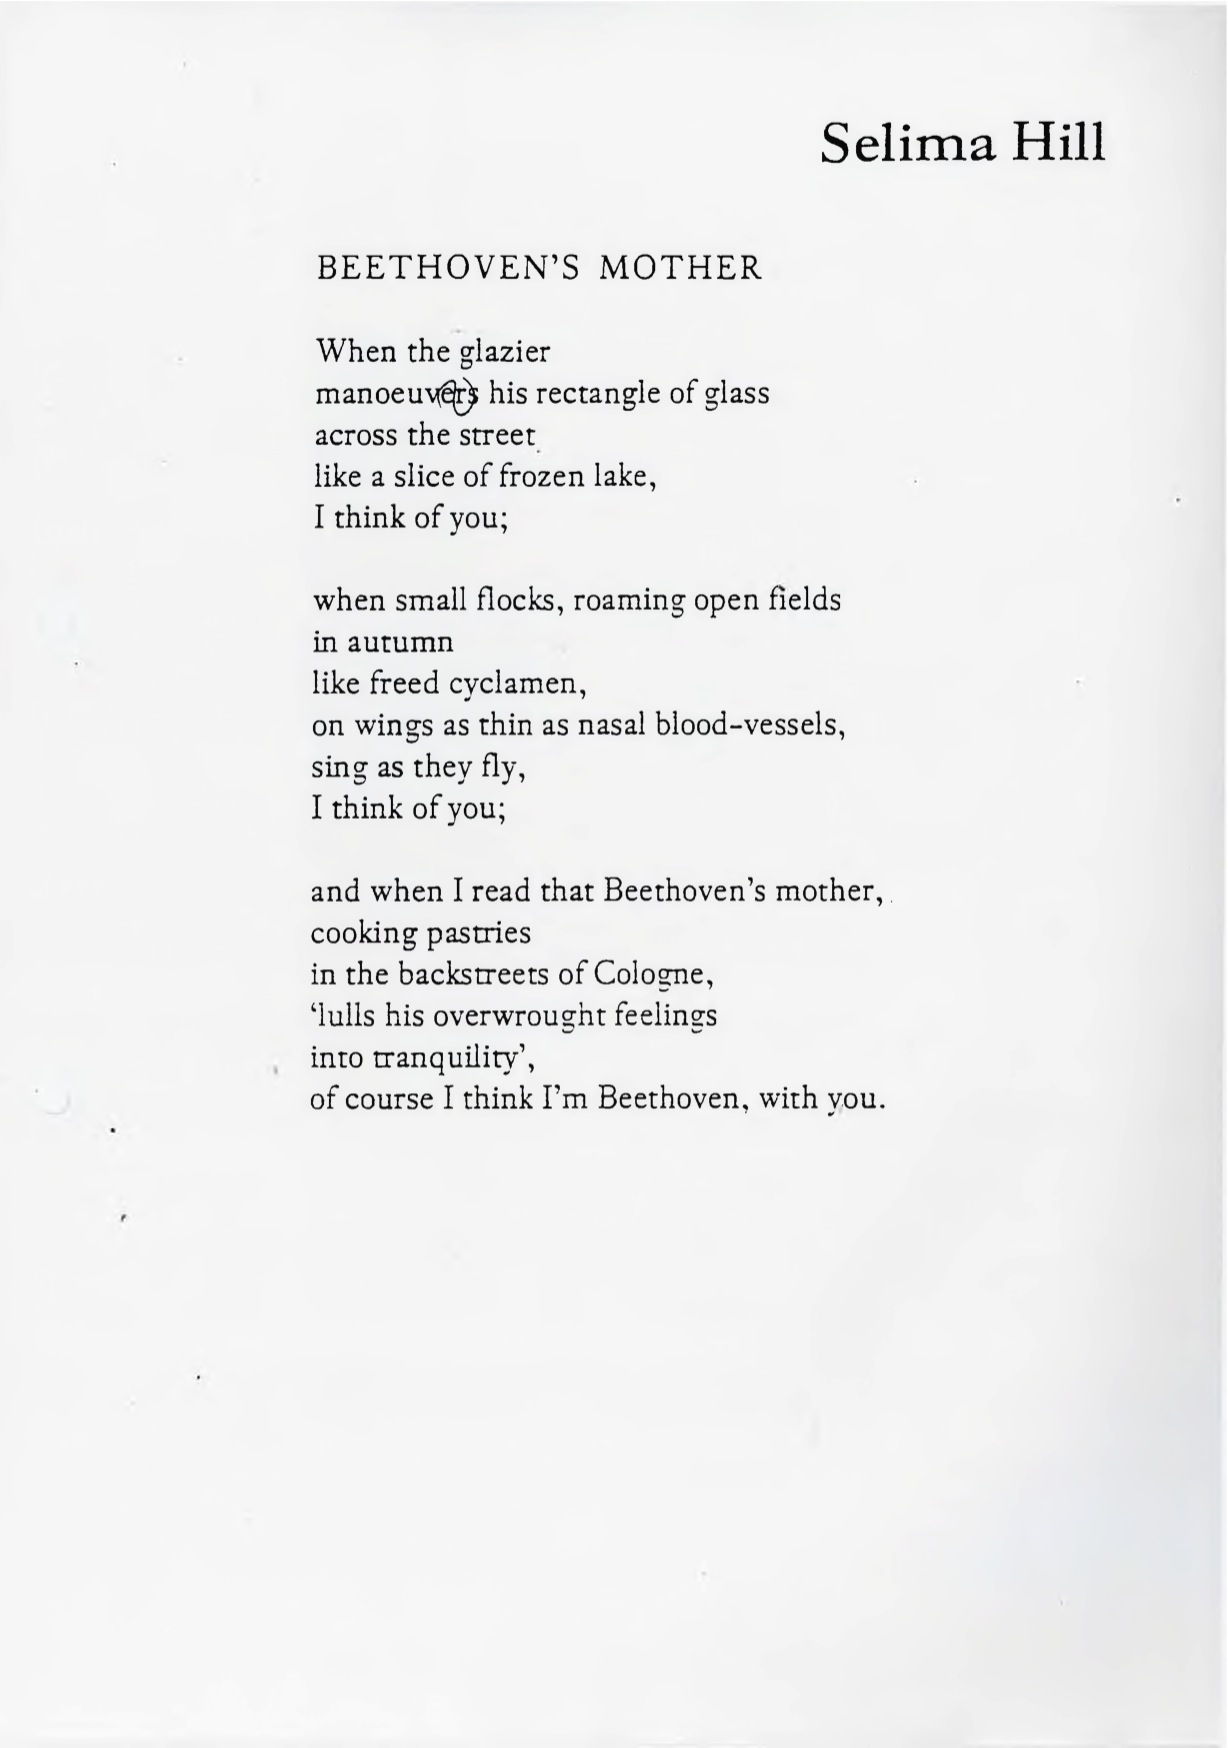 Selima Hill
BEETHOVEN'S MOTHER
When the glazier
manoeuvers his rectangle of glass
across the street
like a slice of frozen lake,
I think of you;
when small flocks, roaming open fields
in autumn
like freed cyclamen,
on wings as thin as nasal blood-vessels,
sing as they fly,
I think of you;
and when I read that Beethoven's mother,
cooking pastries
in the backstreets of Cologne,
‘lulls his overwrought feelings
into tranquility’,
of course I think I'm Beethoven, with you.